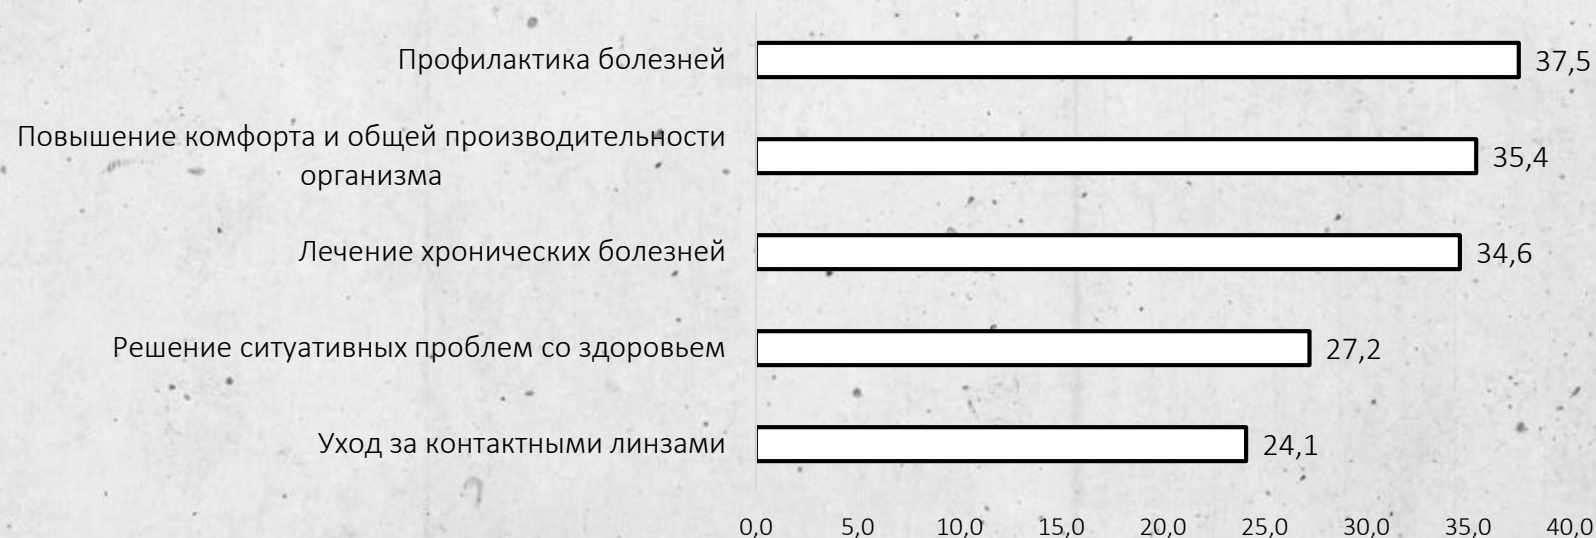 Профилактика болезней
37,5
Повышение комфорта и общей производительности
организма
35,4
Лечение хронических болезней
34,6
Решение ситуативных проблем со здоровьем
27,2
Уход за контактными линзами
24,1
0,0 5,0 10,0 15,0 20,0 25,0 30,0 35,0 40,0